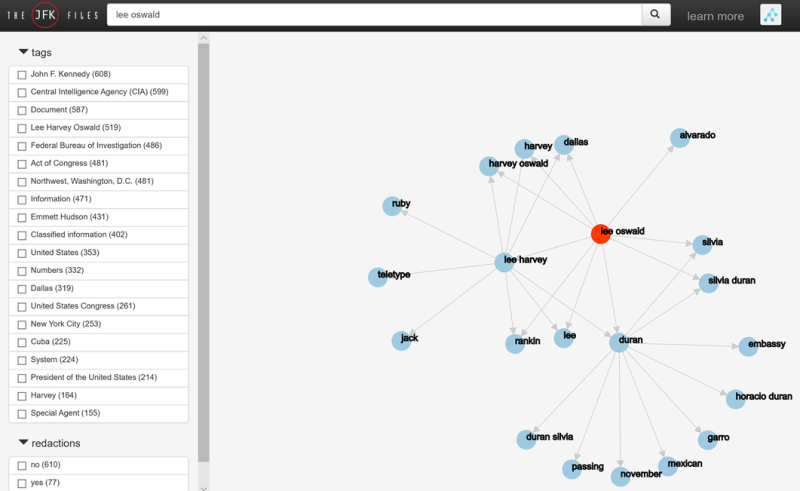 THE JFK FILES
lee oswald
learn more
tags
John F. Kennedy (608)
Central Intelligence Agency (CIA) (599)
Document (587)
Lee Harvey Oswald (519)
Federal Bureau of Investigation (486)
Act of Congress (481)
Northwest, Washington, D.C. (481)
Information (471)
Emmett Hudson (431)
Classified information (402)
United States (353)
Numbers (332)
Dallas (319)
United States Congress (261)
New York City (253)
Cuba (225)
System (224)
President of the United States (214)
Harvey (164)
Special Agent (155)
redactions
no (610)
yes (77)
alvarado
dallas
harvey
harvey oswald
ruby
lee oswald
silvia
lee harvey
teletype
silvia duran
jack
rankin
lee
duran
embassy
horacio duran
duran silvia
garro
passing
mexican
november